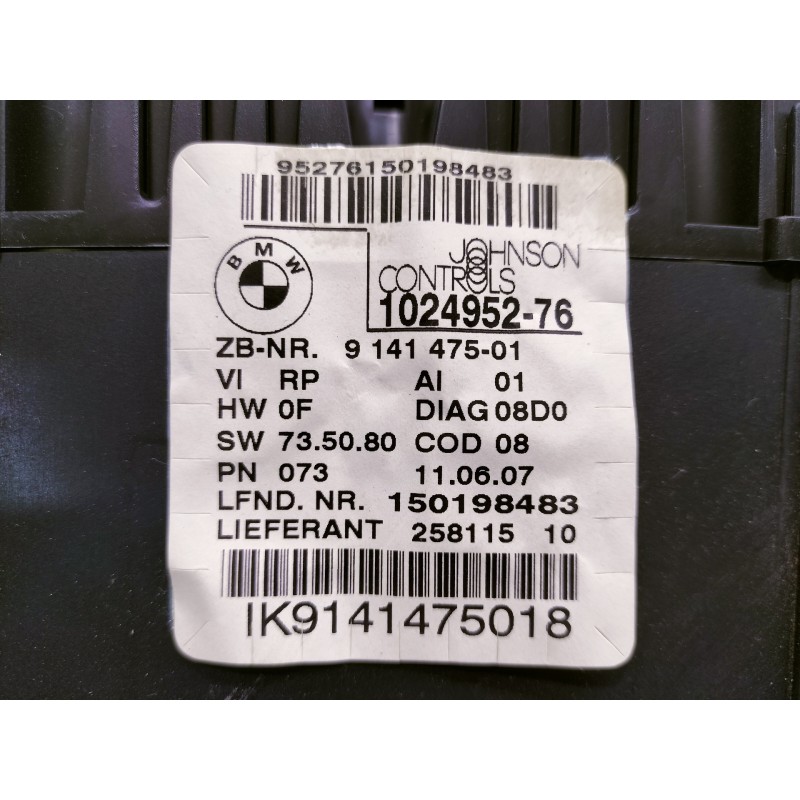 95276150198483
BMW
JOHNSON
CONTROLS
1024952-76
ZB-NR. 9 141 475-01
VI RP AI 01
HW 0F DIAG 08D0
SW 73.50.80 COD 08
PN 073 11.06.07
LFND. NR. 150198483
LIEFERANT 258115 10
IK9141475018